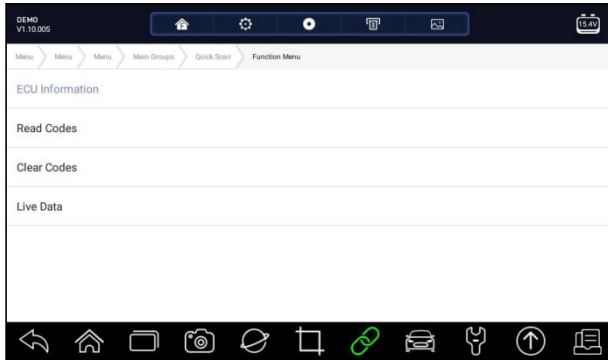 DEMO
V1.10.005
15.4V
Menu Menu Menu Main Groups Quick Scan Function Menu
ECU Information
Read Codes
Clear Codes
Live Data